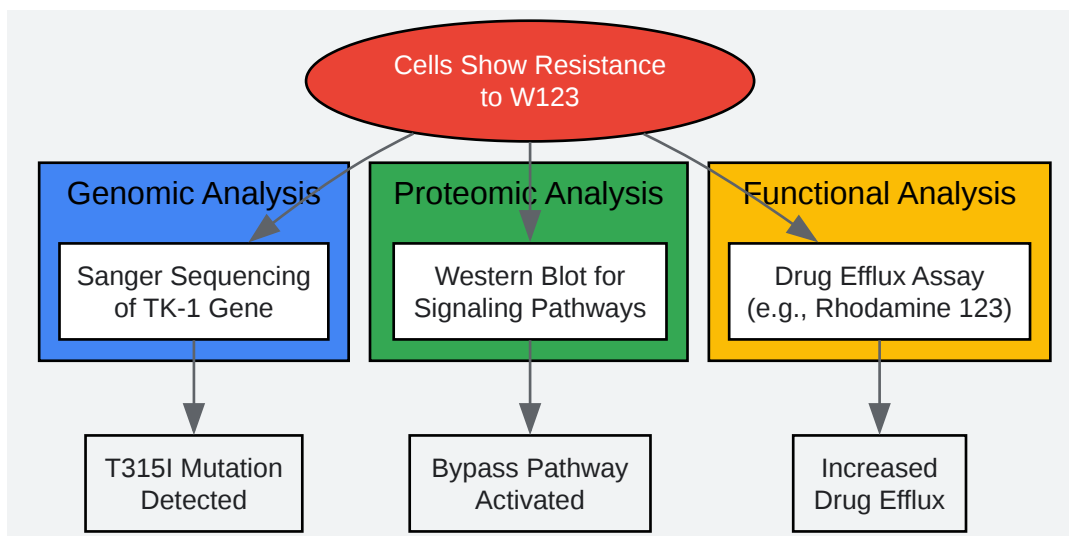 Cells Show Resistance
to W123
Genomic Analysis
Proteomic Analysis
Functional Analysis
Sanger Sequencing
of TK-1 Gene
Western Blot for
Signaling Pathways
Drug Efflux Assay
(e.g., Rhodamine 123)
T315I Mutation
Detected
Bypass Pathway
Activated
Increased
Drug Efflux